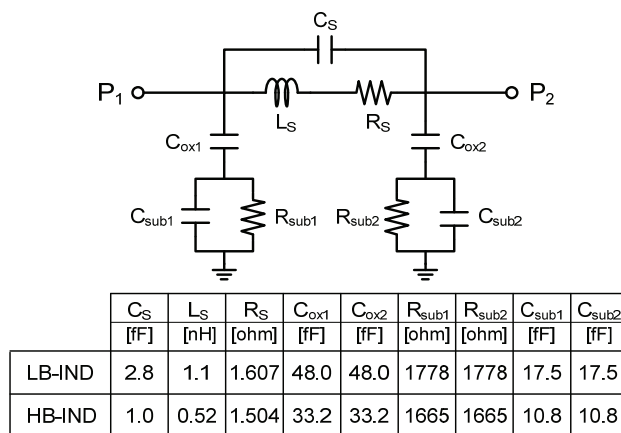 C_S
P_1 P_2
L_S R_S
C_ox1 C_ox2
C_sub1 R_sub1 R_sub2 C_sub2
C_S L_S R_S C_ox1 C_ox2 R_sub1 R_sub2 C_sub1 C_sub2
[fF] [nH] [ohm] [fF] [fF] [ohm] [ohm] [fF] [fF]
LB-IND 2.8 1.1 1.607 48.0 48.0 1778 1778 17.5 17.5
HB-IND 1.0 0.52 1.504 33.2 33.2 1665 1665 10.8 10.8